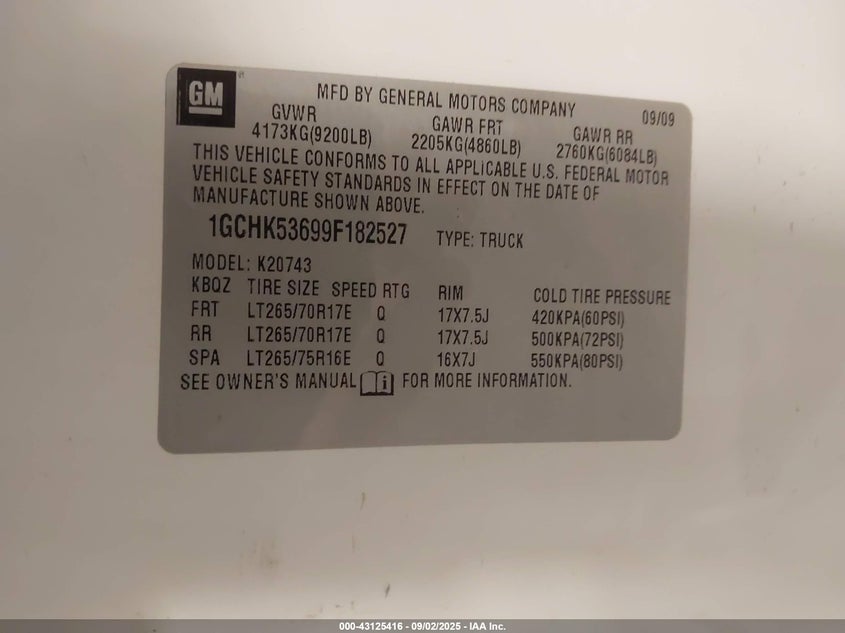 GM
MFD BY GENERAL MOTORS COMPANY 09/09
GVWR GAWR FRT GAWR RR
4173KG(9200LB) 2205KG(4860LB) 2760KG(6084LB)
THIS VEHICLE CONFORMS TO ALL APPLICABLE U.S. FEDERAL MOTOR
VEHICLE SAFETY STANDARDS IN EFFECT ON THE DATE OF
MANUFACTURE SHOWN ABOVE.
1GCHK53699F182527 TYPE: TRUCK
MODEL: K20743
KBQZ TIRE SIZE SPEED RTG RIM COLD TIRE PRESSURE
FRT LT265/70R17E Q 17X7.5J 420KPA(60PSI)
RR LT265/70R17E Q 17X7.5J 500KPA(72PSI)
SPA LT265/75R16E Q 16X7J 550KPA(80PSI)
SEE OWNER'S MANUAL FOR MORE INFORMATION.
000-43125416 - 09/02/2025 - IAA Inc.